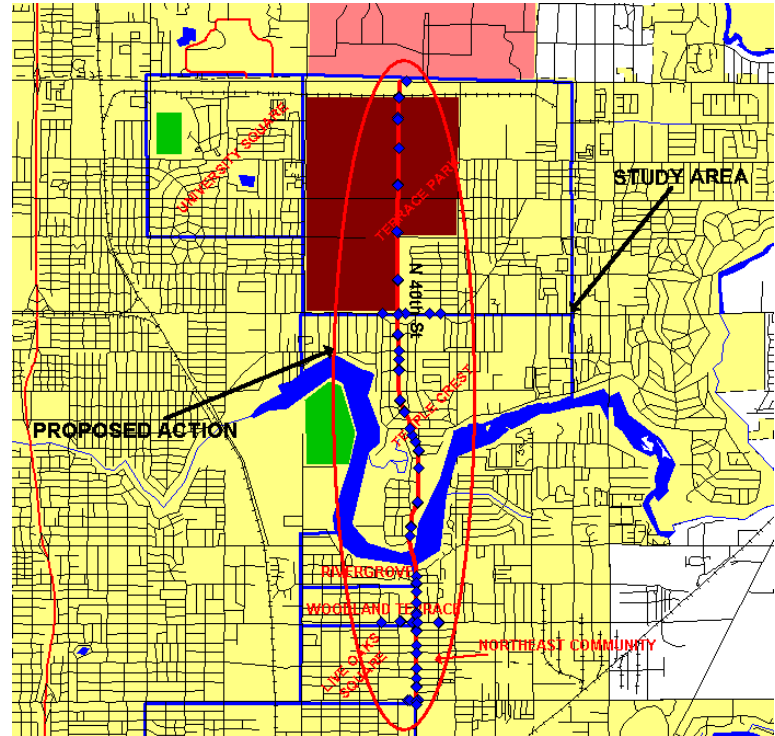 UNIVERSITY SQUARE
TERRACE PARK
STUDY AREA
N 40th St
TEMPLE CREST
PROPOSED ACTION
RIVERGROVE
WOODLAND TERRACE
LIVE OAKS
SQUARE
NORTHEAST COMMUNITY